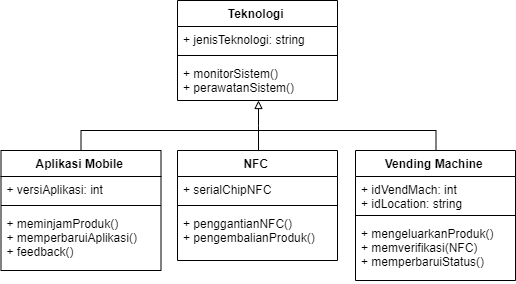 Teknologi
+ jenisTeknologi: string
+ monitorSistem()
+ perawatanSistem()
Aplikasi Mobile
+ versiAplikasi: int
+ meminjamProduk()
+ memperbaruiAplikasi()
+ feedback()
NFC
+ serialChipNFC
+ penggantianNFC()
+ pengembalianProduk()
Vending Machine
+ idVendMach: int
+ idLocation: string
+ mengeluarkanProduk()
+ memverifikasi(NFC)
+ memperbaruiStatus()